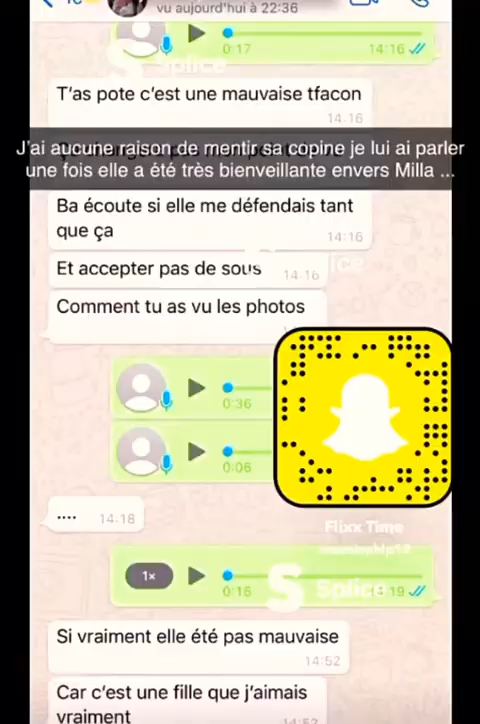 vu aujourd'hui à 22:36
0:17
14:16
Splice
T'as pote c'est une mauvaise tfacon
14:16
J'ai aucune raison de mentir sa copine je lui ai parler
une fois elle a été très bienveillante envers Milla ...
Ba écoute si elle me défendais tant
que ça
14:16
Et accepter pas de sous
14:16
Comment tu as vu les photos
0:36
0:06
....
14:18
Flixx Time
1×
0:15
Splice
19
Si vraiment elle été pas mauvaise
14:52
Car c'est une fille que j'aimais
vraiment
14:52